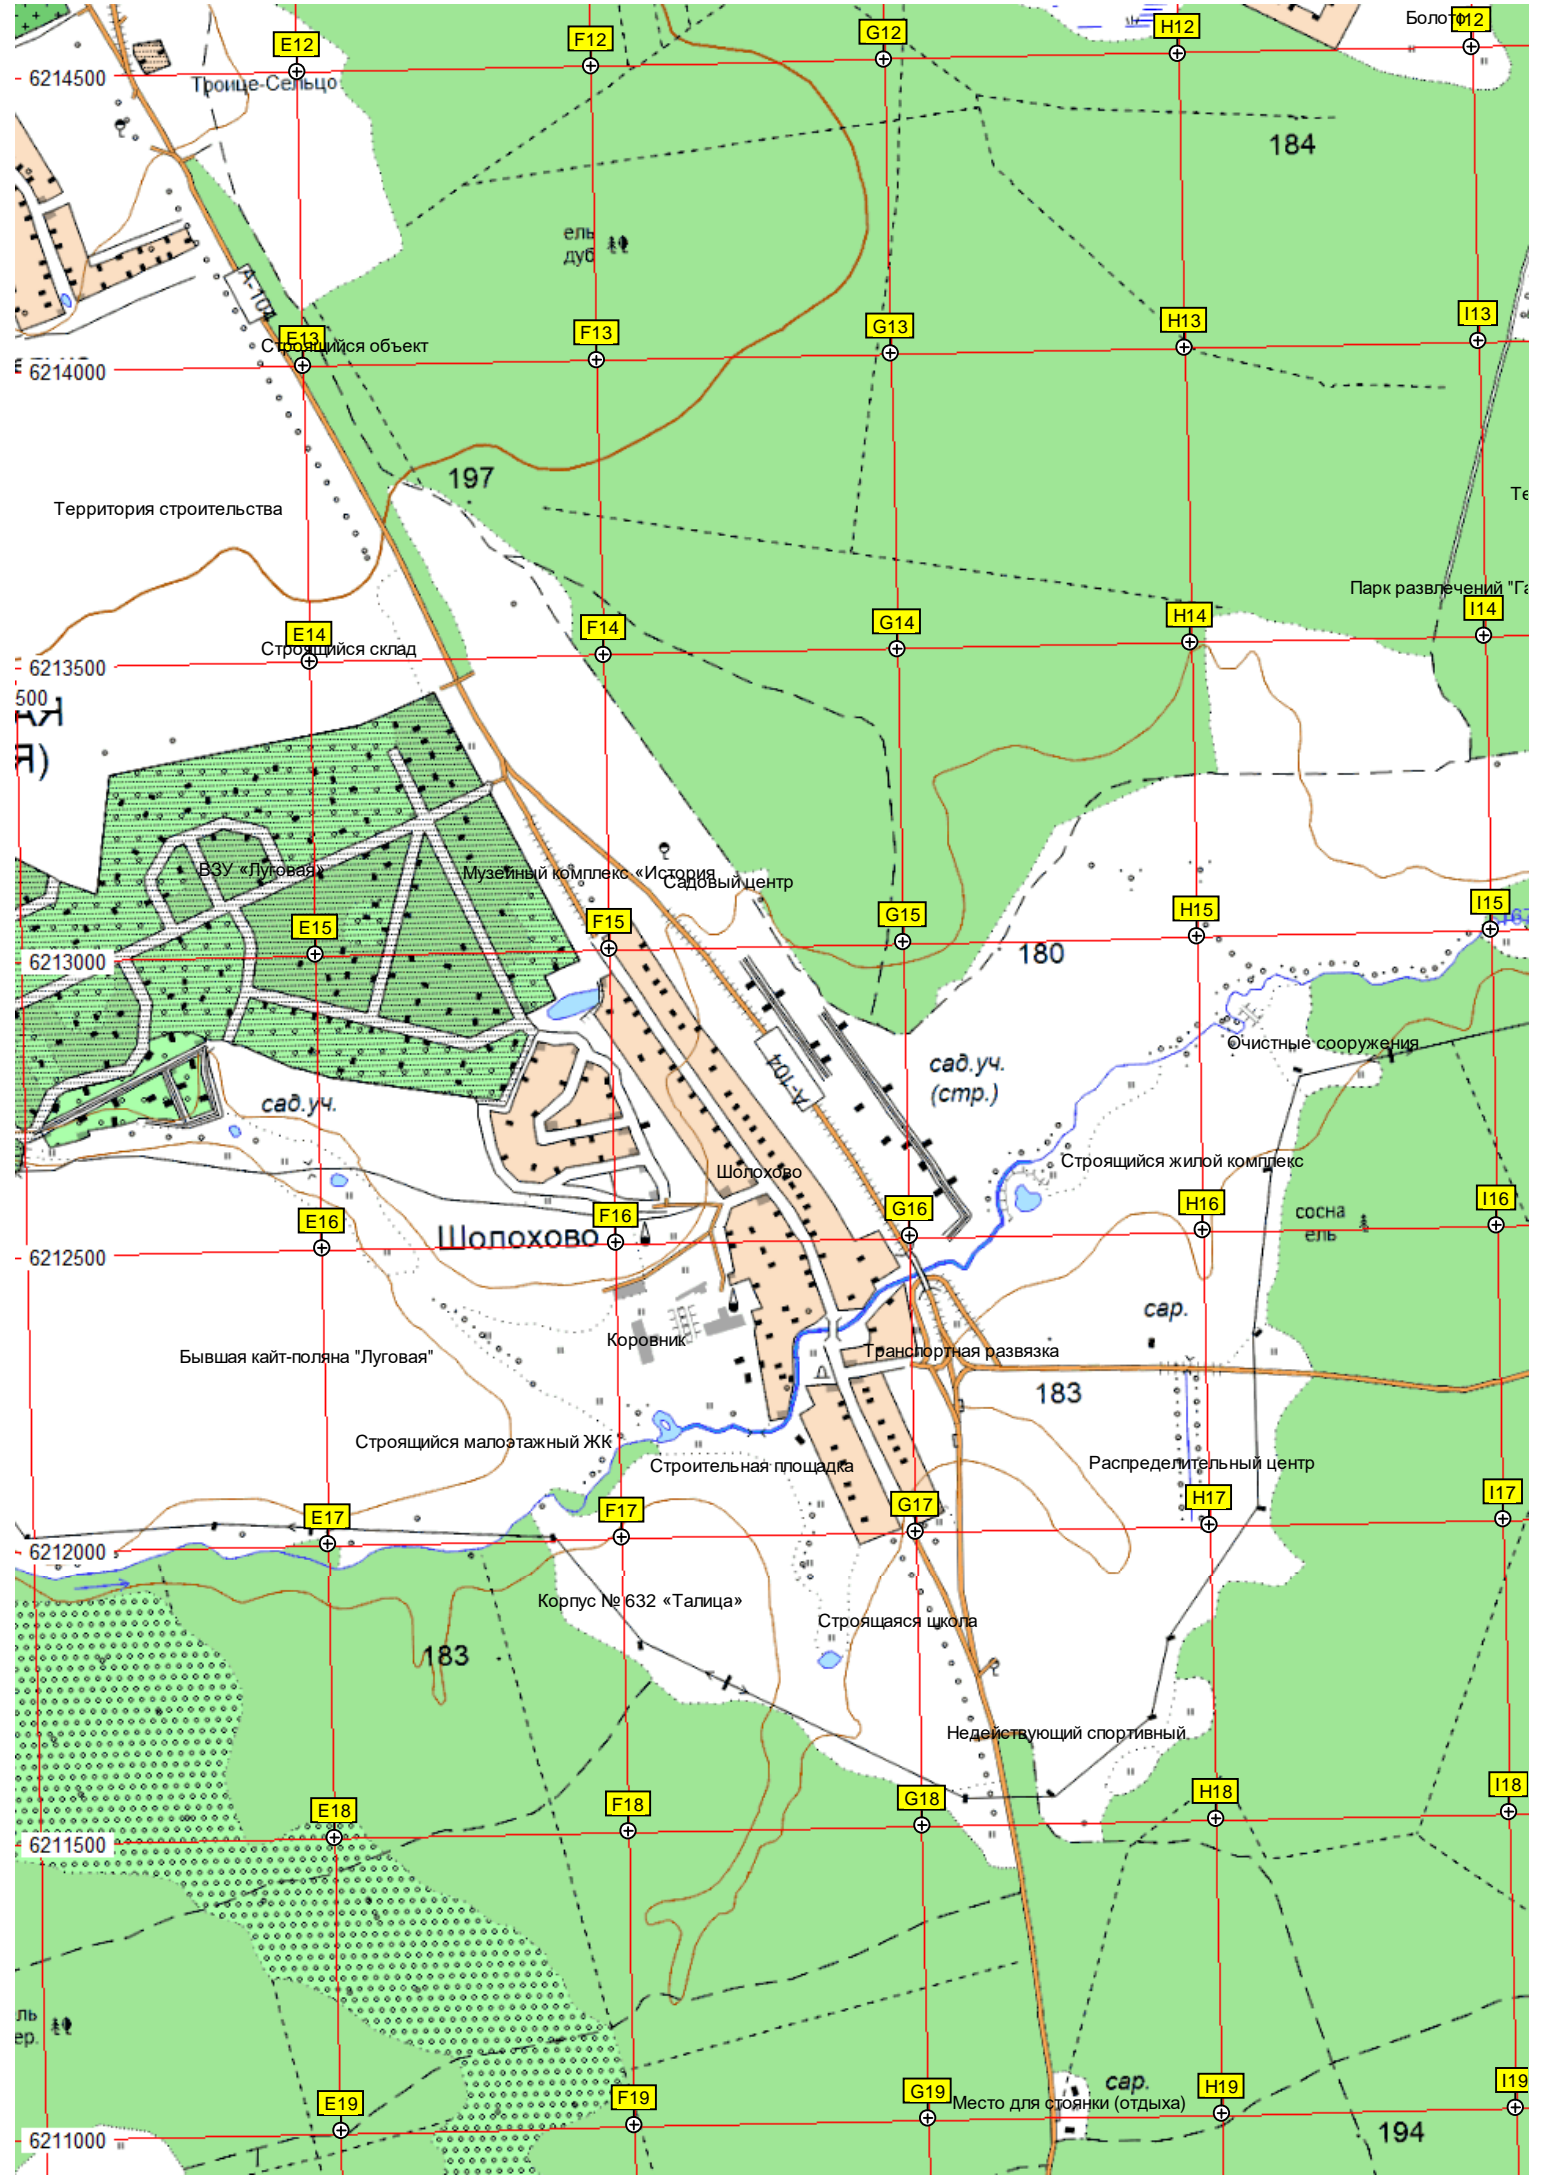 E12
F12
G12
H12
Болото
I12
6214500
Троице-Сельцо
184
ель
дуб
А-104
E13
F13
G13
H13
I13
Строящийся объект
6214000
197
Территория строительства
Те
Парк развлечений "Га
E14
F14
G14
H14
I14
Строящийся склад
6213500
500
АЯ
Я)
ВЗУ «Луговая»
Музейный комплекс «История
Садовый центр
E15
F15
G15
H15
I15
6213000
180
Очистные сооружения
А-104
сад.уч.
(стр.)
сад.уч.
Шолохово
Строящийся жилой комплекс
E16
F16
G16
H16
I16
Шолохово
сосна
ель
6212500
сар.
Коровник
Бывшая кайт-поляна "Луговая"
Транспортная развязка
183
Строящийся малоэтажный ЖК
Строительная площадка
Распределительный центр
E17
F17
G17
H17
I17
6212000
Корпус № 632 «Талица»
Строящаяся школа
183
Недействующий спортивный
E18
F18
G18
H18
I18
6211500
ль
ер.
сар.
E19
F19
G19
H19
I19
Место для стоянки (отдыха)
6211000
194